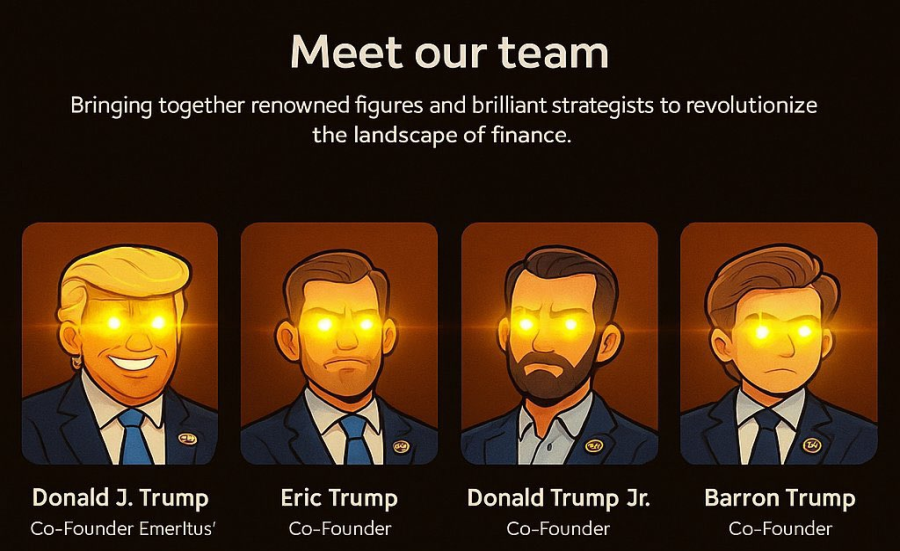 Meet our team
Bringing together renowned figures and brilliant strategists to revolutionize
the landscape of finance.
Donald J. Trump
Eric Trump
Donald Trump Jr.
Barron Trump
Co-Founder Emerltus'
Co-Founder
Co-Founder
Co-Founder